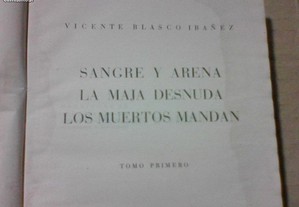 VICENTE BLASCO IBAÑEZ
SANGRE Y ARENA
LA MAJA DESNUDA
LOS MUERTOS MANDAN
TOMO PRIMERO